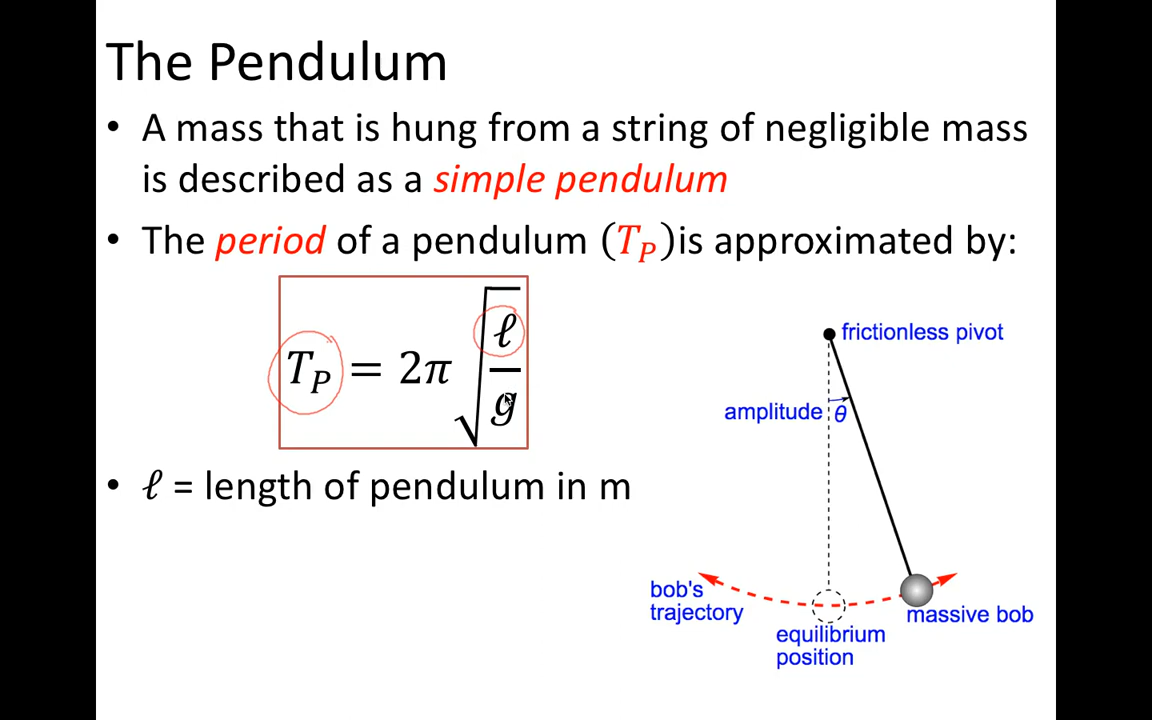 The Pendulum
• A mass that is hung from a string of negligible mass
is described as a simple pendulum
• The period of a pendulum (T_P) is approximated by:
T_P = 2π √(ℓ/g)
• ℓ = length of pendulum in m
frictionless pivot
amplitude θ
bob's
trajectory
massive bob
equilibrium
position